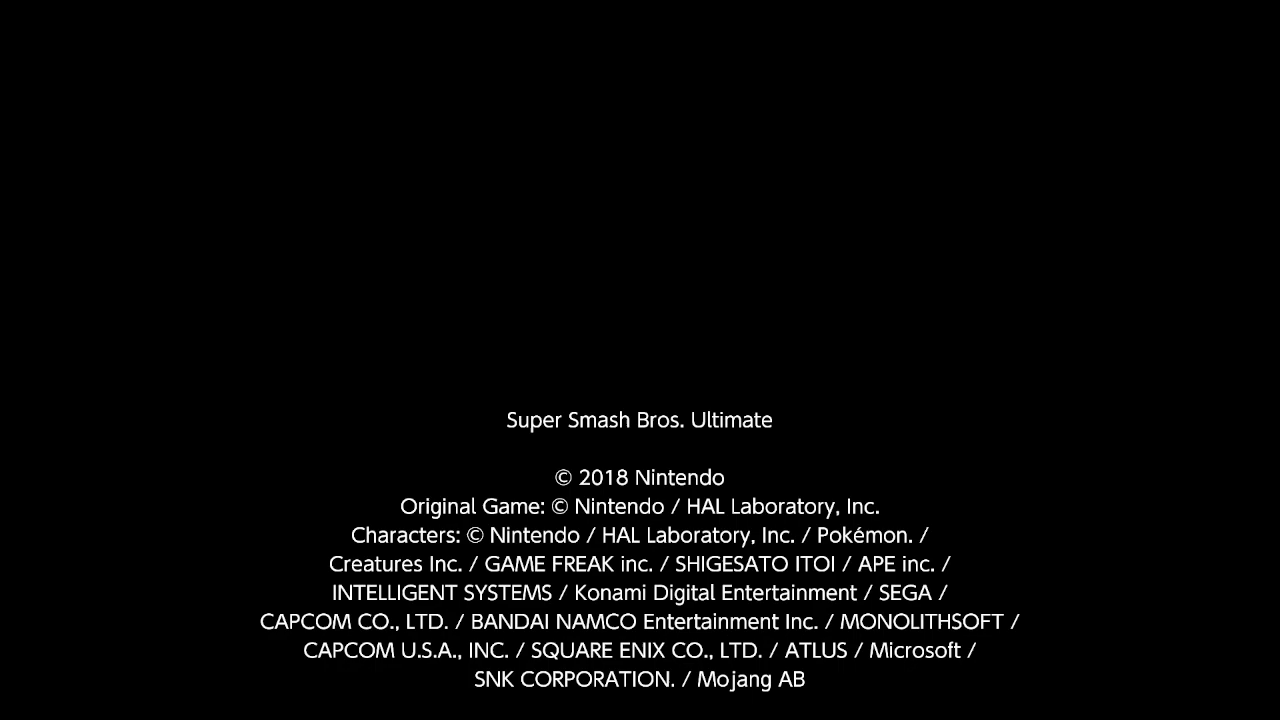 Super Smash Bros. Ultimate
© 2018 Nintendo
Original Game: © Nintendo / HAL Laboratory, Inc.
Characters: © Nintendo / HAL Laboratory, Inc. / Pokémon. /
Creatures Inc. / GAME FREAK inc. / SHIGESATO ITOI / APE inc. /
INTELLIGENT SYSTEMS / Konami Digital Entertainment / SEGA /
CAPCOM CO., LTD. / BANDAI NAMCO Entertainment Inc. / MONOLITHSOFT /
CAPCOM U.S.A., INC. / SQUARE ENIX CO., LTD. / ATLUS / Microsoft /
SNK CORPORATION. / Mojang AB